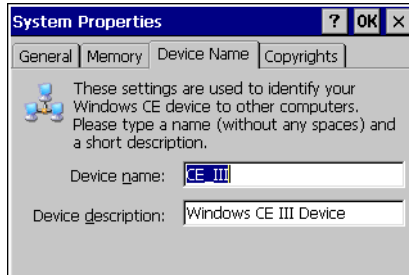 System Properties ? OK ×
General Memory Device Name Copyrights
These settings are used to identify your
Windows CE device to other computers.
Please type a name (without any spaces) and
a short description.
Device name: CE_III
Device description: Windows CE III Device